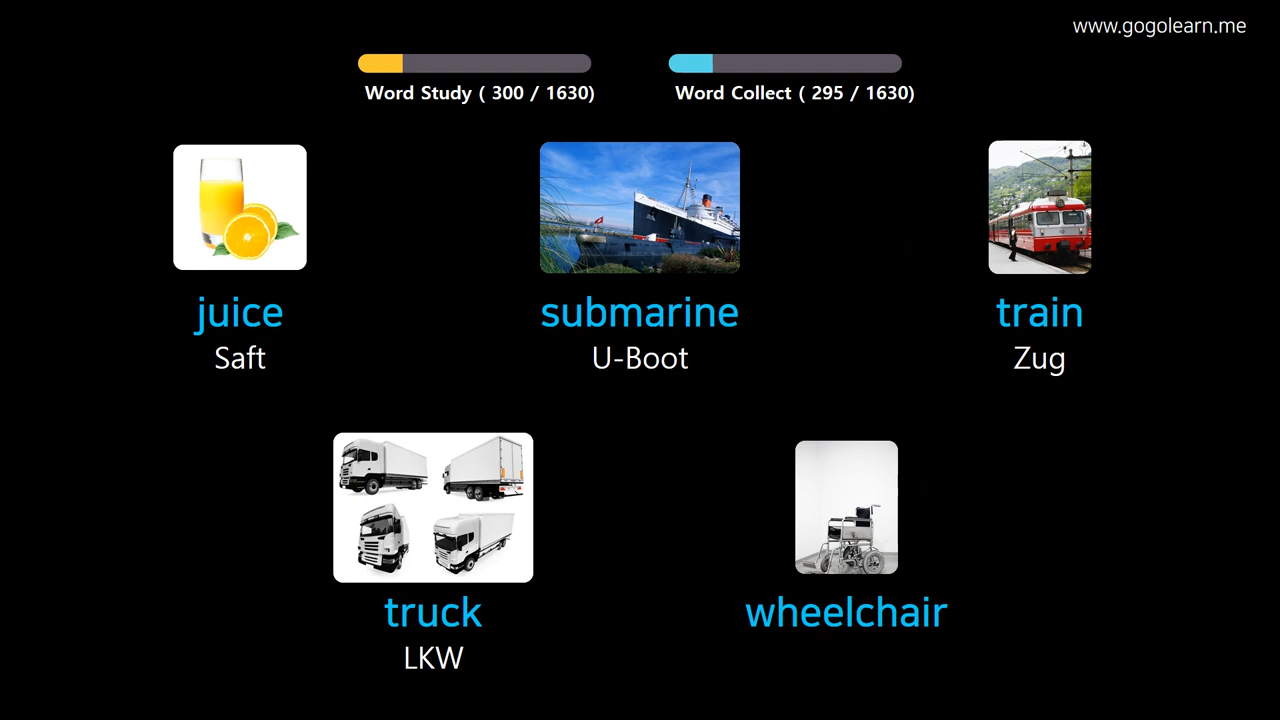 www.gogolearn.me
Word Study ( 300 / 1630)
Word Collect ( 295 / 1630)
juice
Saft
submarine
U-Boot
train
Zug
truck
LKW
wheelchair